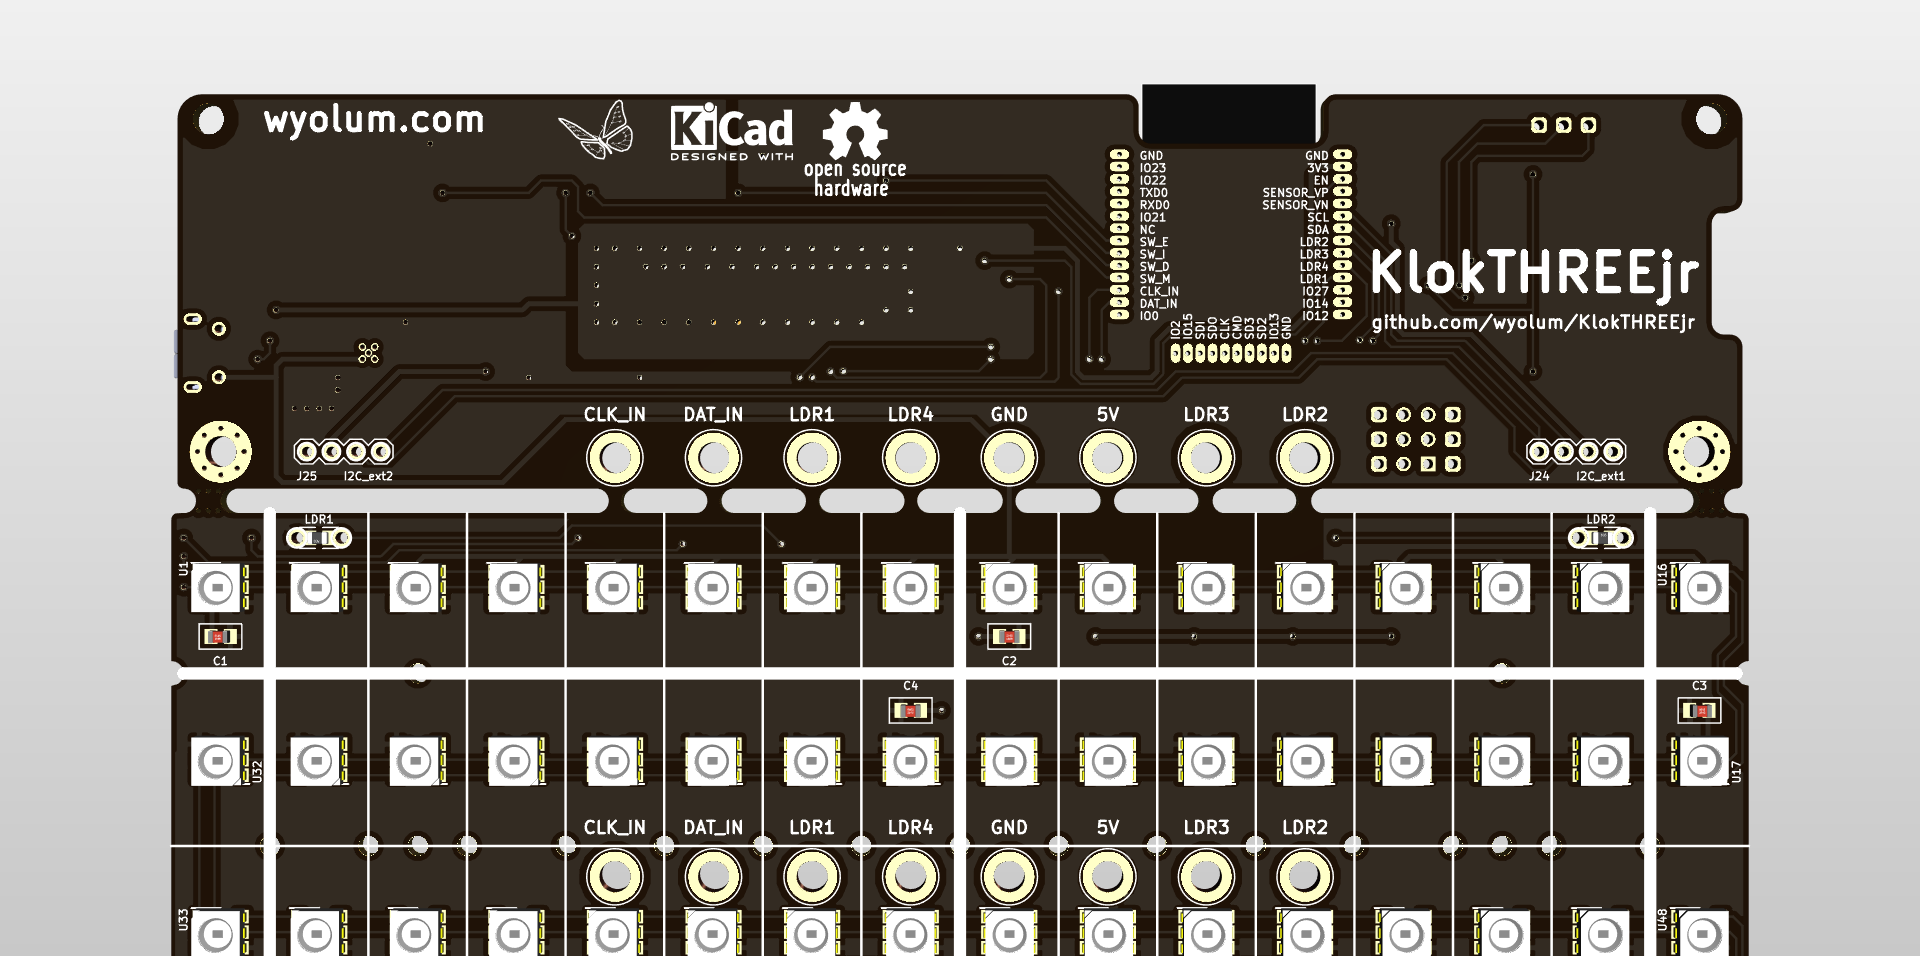 wyolum.com
KiCad
DESIGNED WITH
open source
hardware
GND
IO23
IO22
TXD0
RXD0
IO21
NC
SW_E
SW_I
SW_D
SW_M
CLK_IN
DAT_IN
IO0
GND
3V3
EN
SENSOR_VP
SENSOR_VN
SCL
SDA
LDR2
LDR3
LDR4
LDR1
IO27
IO14
IO12
IO2
IO15
SDI
SDO
CLK
CMD
SD3
SD2
IO13
GND
KlokTHREEjr
github.com/wyolum/KlokTHREEjr
CLK_IN DAT_IN LDR1 LDR4 GND 5V LDR3 LDR2
J25 I2C_ext2
J24 I2C_ext1
LDR1
LDR2
U1
U16
C1
C2
C4
C3
U32
U17
CLK_IN DAT_IN LDR1 LDR4 GND 5V LDR3 LDR2
U33
U48